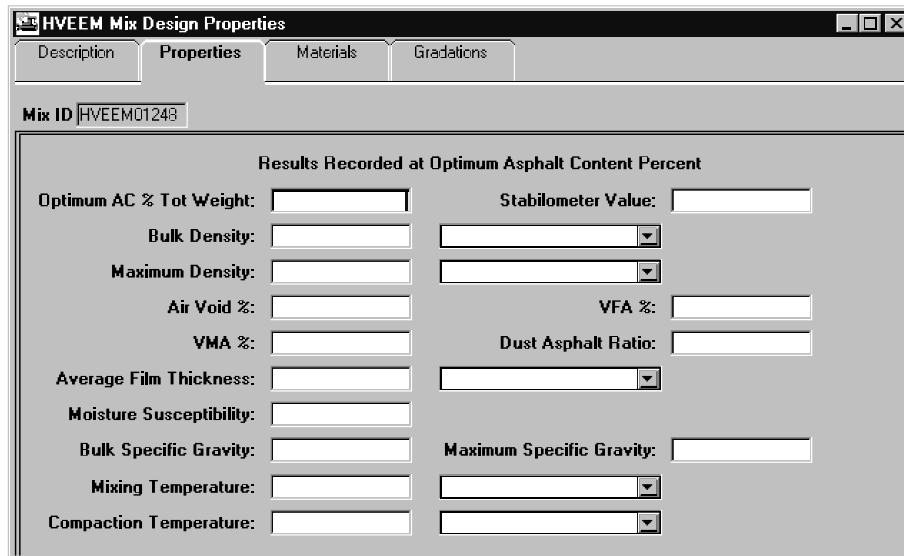 HVEEM Mix Design Properties
Description Properties Materials Gradations
Mix ID HVEEM01248
Results Recorded at Optimum Asphalt Content Percent
Optimum AC % Tot Weight: Stabilometer Value:
Bulk Density:
Maximum Density:
Air Void %: VFA %:
VMA %: Dust Asphalt Ratio:
Average Film Thickness:
Moisture Susceptibility:
Bulk Specific Gravity: Maximum Specific Gravity:
Mixing Temperature:
Compaction Temperature: